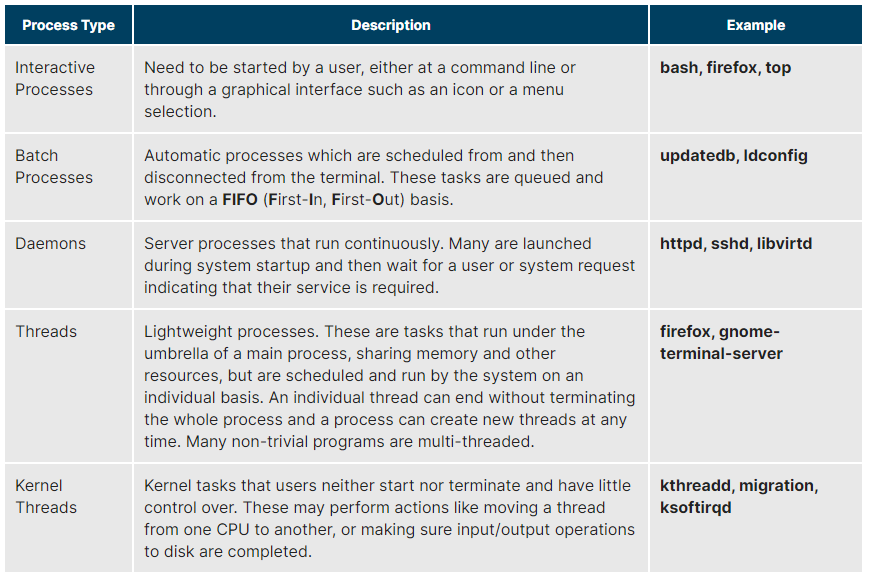 Process Type
Description
Example
Interactive
Processes
Need to be started by a user, either at a command line or
through a graphical interface such as an icon or a menu
selection.
bash, firefox, top
Batch
Processes
Automatic processes which are scheduled from and then
disconnected from the terminal. These tasks are queued and
work on a FIFO (First-In, First-Out) basis.
updatedb, ldconfig
Daemons
Server processes that run continuously. Many are launched
during system startup and then wait for a user or system request
indicating that their service is required.
httpd, sshd, libvirtd
Threads
Lightweight processes. These are tasks that run under the
umbrella of a main process, sharing memory and other
resources, but are scheduled and run by the system on an
individual basis. An individual thread can end without terminating
the whole process and a process can create new threads at any
time. Many non-trivial programs are multi-threaded.
firefox, gnome-
terminal-server
Kernel
Threads
Kernel tasks that users neither start nor terminate and have little
control over. These may perform actions like moving a thread
from one CPU to another, or making sure input/output operations
to disk are completed.
kthreadd, migration,
ksoftirqd